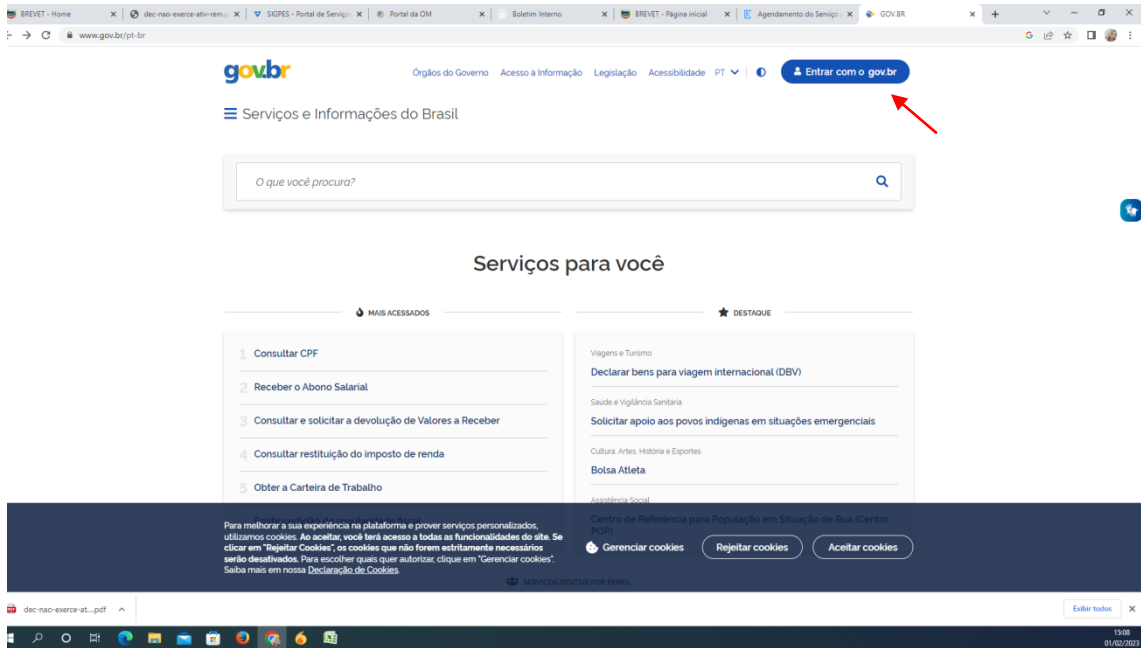 BREVET - Home
dec-nao-exerce-ativ-rem.p
SIGPES - Portal de Serviço
Portal da OM
Boletim Interno
BREVET - Página inicial
Agendamento do Serviço
GOV.BR
www.gov.br/pt-br
gov.br
Órgãos do Governo Acesso à Informação Legislação Acessibilidade PT
Entrar com o gov.br
Serviços e Informações do Brasil
O que você procura?
Serviços para você
MAIS ACESSADOS
1 Consultar CPF
2 Receber o Abono Salarial
3 Consultar e solicitar a devolução de Valores a Receber
4 Consultar restituição do imposto de renda
5 Obter a Carteira de Trabalho
DESTAQUE
Viagens e Turismo
Declarar bens para viagem internacional (DBV)
Saúde e Vigilância Sanitária
Solicitar apoio aos povos indígenas em situações emergenciais
Cultura, Artes, História e Esportes
Bolsa Atleta
Assistência Social
Centro de Referência para População em Situação de Rua (Centro
POP)
Para melhorar a sua experiência na plataforma e prover serviços personalizados,
utilizamos cookies. Ao aceitar, você terá acesso a todas as funcionalidades do site. Se
clicar em "Rejeitar Cookies", os cookies que não forem estritamente necessários
serão desativados. Para escolher quais quer autorizar, clique em "Gerenciar cookies".
Saiba mais em nossa Declaração de Cookies.
Gerenciar cookies
Rejeitar cookies
Aceitar cookies
SERVIÇOS DIGITAIS POR PERFIL
dec-nao-exerce-at....pdf
Exibir todos
15:08
01/02/2023